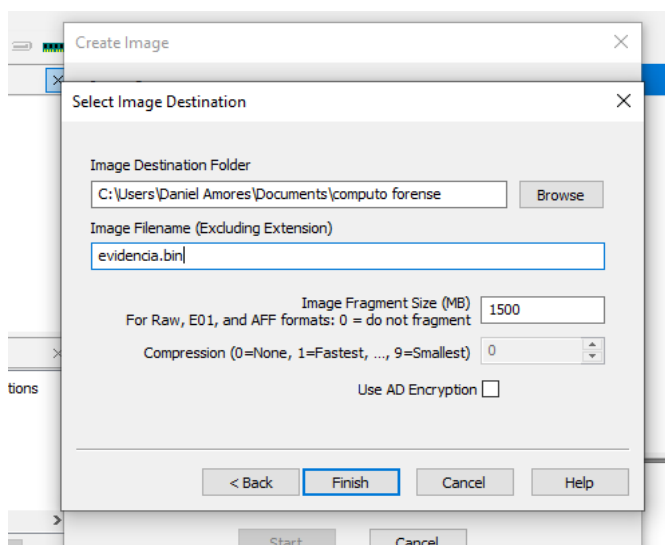 Create Image
Select Image Destination
Image Destination Folder
C:\Users\Daniel Amores\Documents\computo forense
Browse
Image Filename (Excluding Extension)
evidencia.bin
Image Fragment Size (MB)
For Raw, E01, and AFF formats: 0 = do not fragment
1500
Compression (0=None, 1=Fastest, ..., 9=Smallest)
0
Use AD Encryption
tions
< Back
Finish
Cancel
Help
Start
Cancel